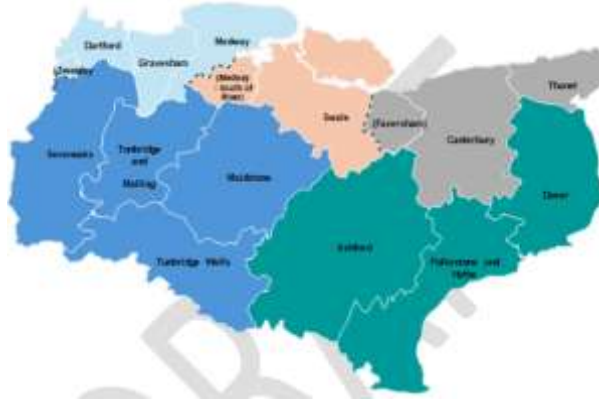 Dartford
Gravesham
Medway
(Swanley
(Medway
south of
River)
Swale
(Faversham)
Canterbury
Thanet
Sevenoaks
Tonbridge
and
Malling
Maidstone
Dover
Ashford
Folkestone and
Hythe
Tunbridge Wells